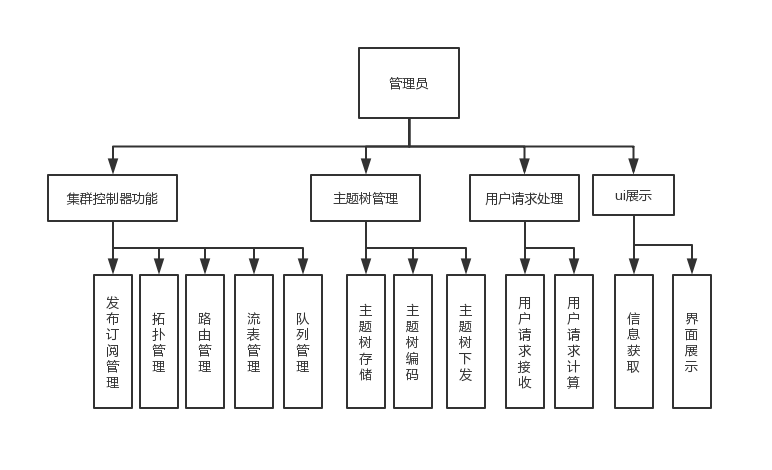 管理员
集群控制器功能
主题树管理
用户请求处理
ui展示
发布订阅管理
拓扑管理
路由管理
流表管理
队列管理
主题树存储
主题树编码
主题树下发
用户请求接收
用户请求计算
信息获取
界面展示